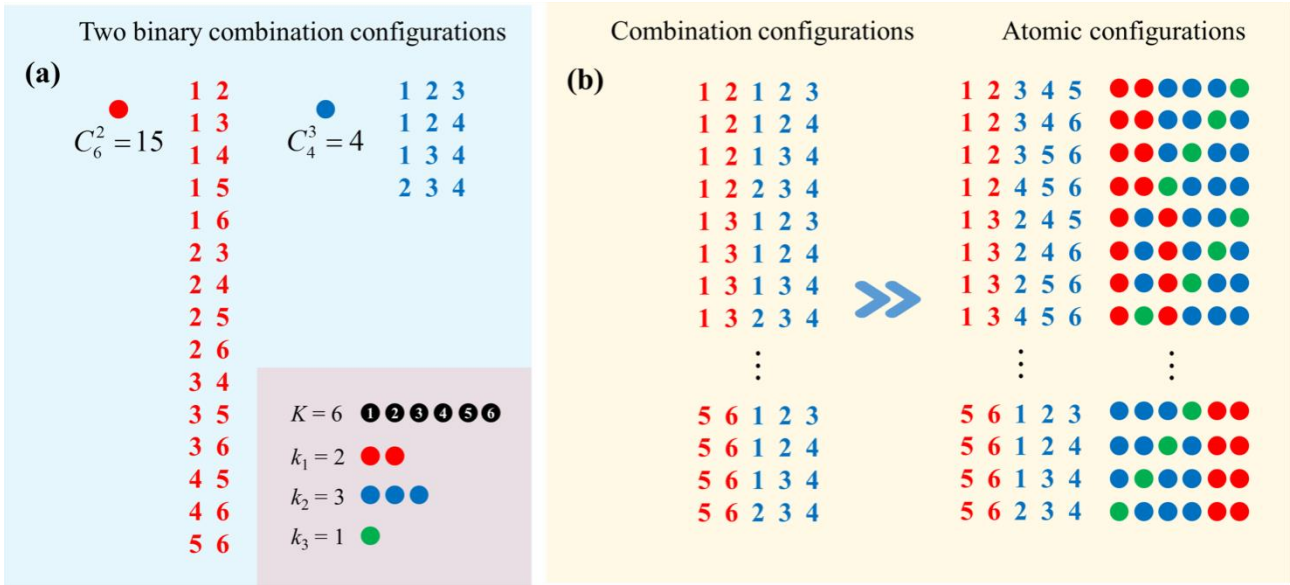 Two binary combination configurations
(a)
C_6^2 = 15
1 2
1 3
1 4
1 5
1 6
2 3
2 4
2 5
2 6
3 4
3 5
3 6
4 5
4 6
5 6
C_4^3 = 4
1 2 3
1 2 4
1 3 4
2 3 4
K = 6 1 2 3 4 5 6
k_1 = 2
k_2 = 3
k_3 = 1
Combination configurations
Atomic configurations
(b)
1 2 1 2 3
1 2 1 2 4
1 2 1 3 4
1 2 2 3 4
1 3 1 2 3
1 3 1 2 4
1 3 1 3 4
1 3 2 3 4
⋮
5 6 1 2 3
5 6 1 2 4
5 6 1 3 4
5 6 2 3 4
1 2 3 4 5
1 2 3 4 6
1 2 3 5 6
1 2 4 5 6
1 3 2 4 5
1 3 2 4 6
1 3 2 5 6
1 3 4 5 6
⋮ ⋮
5 6 1 2 3
5 6 1 2 4
5 6 1 3 4
5 6 2 3 4